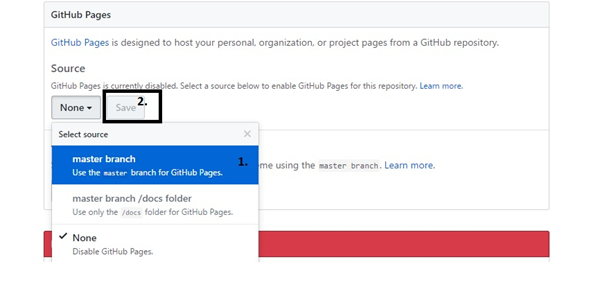 GitHub Pages
GitHub Pages is designed to host your personal, organization, or project pages from a GitHub repository.
Source
GitHub Pages is currently disabled. Select a source below to enable GitHub Pages for this repository. Learn more.
None
Save
2.
Select source
master branch
Use the master branch for GitHub Pages.
1.
me using the master branch. Learn more.
master branch /docs folder
Use only the /docs folder for GitHub Pages.
None
Disable GitHub Pages.